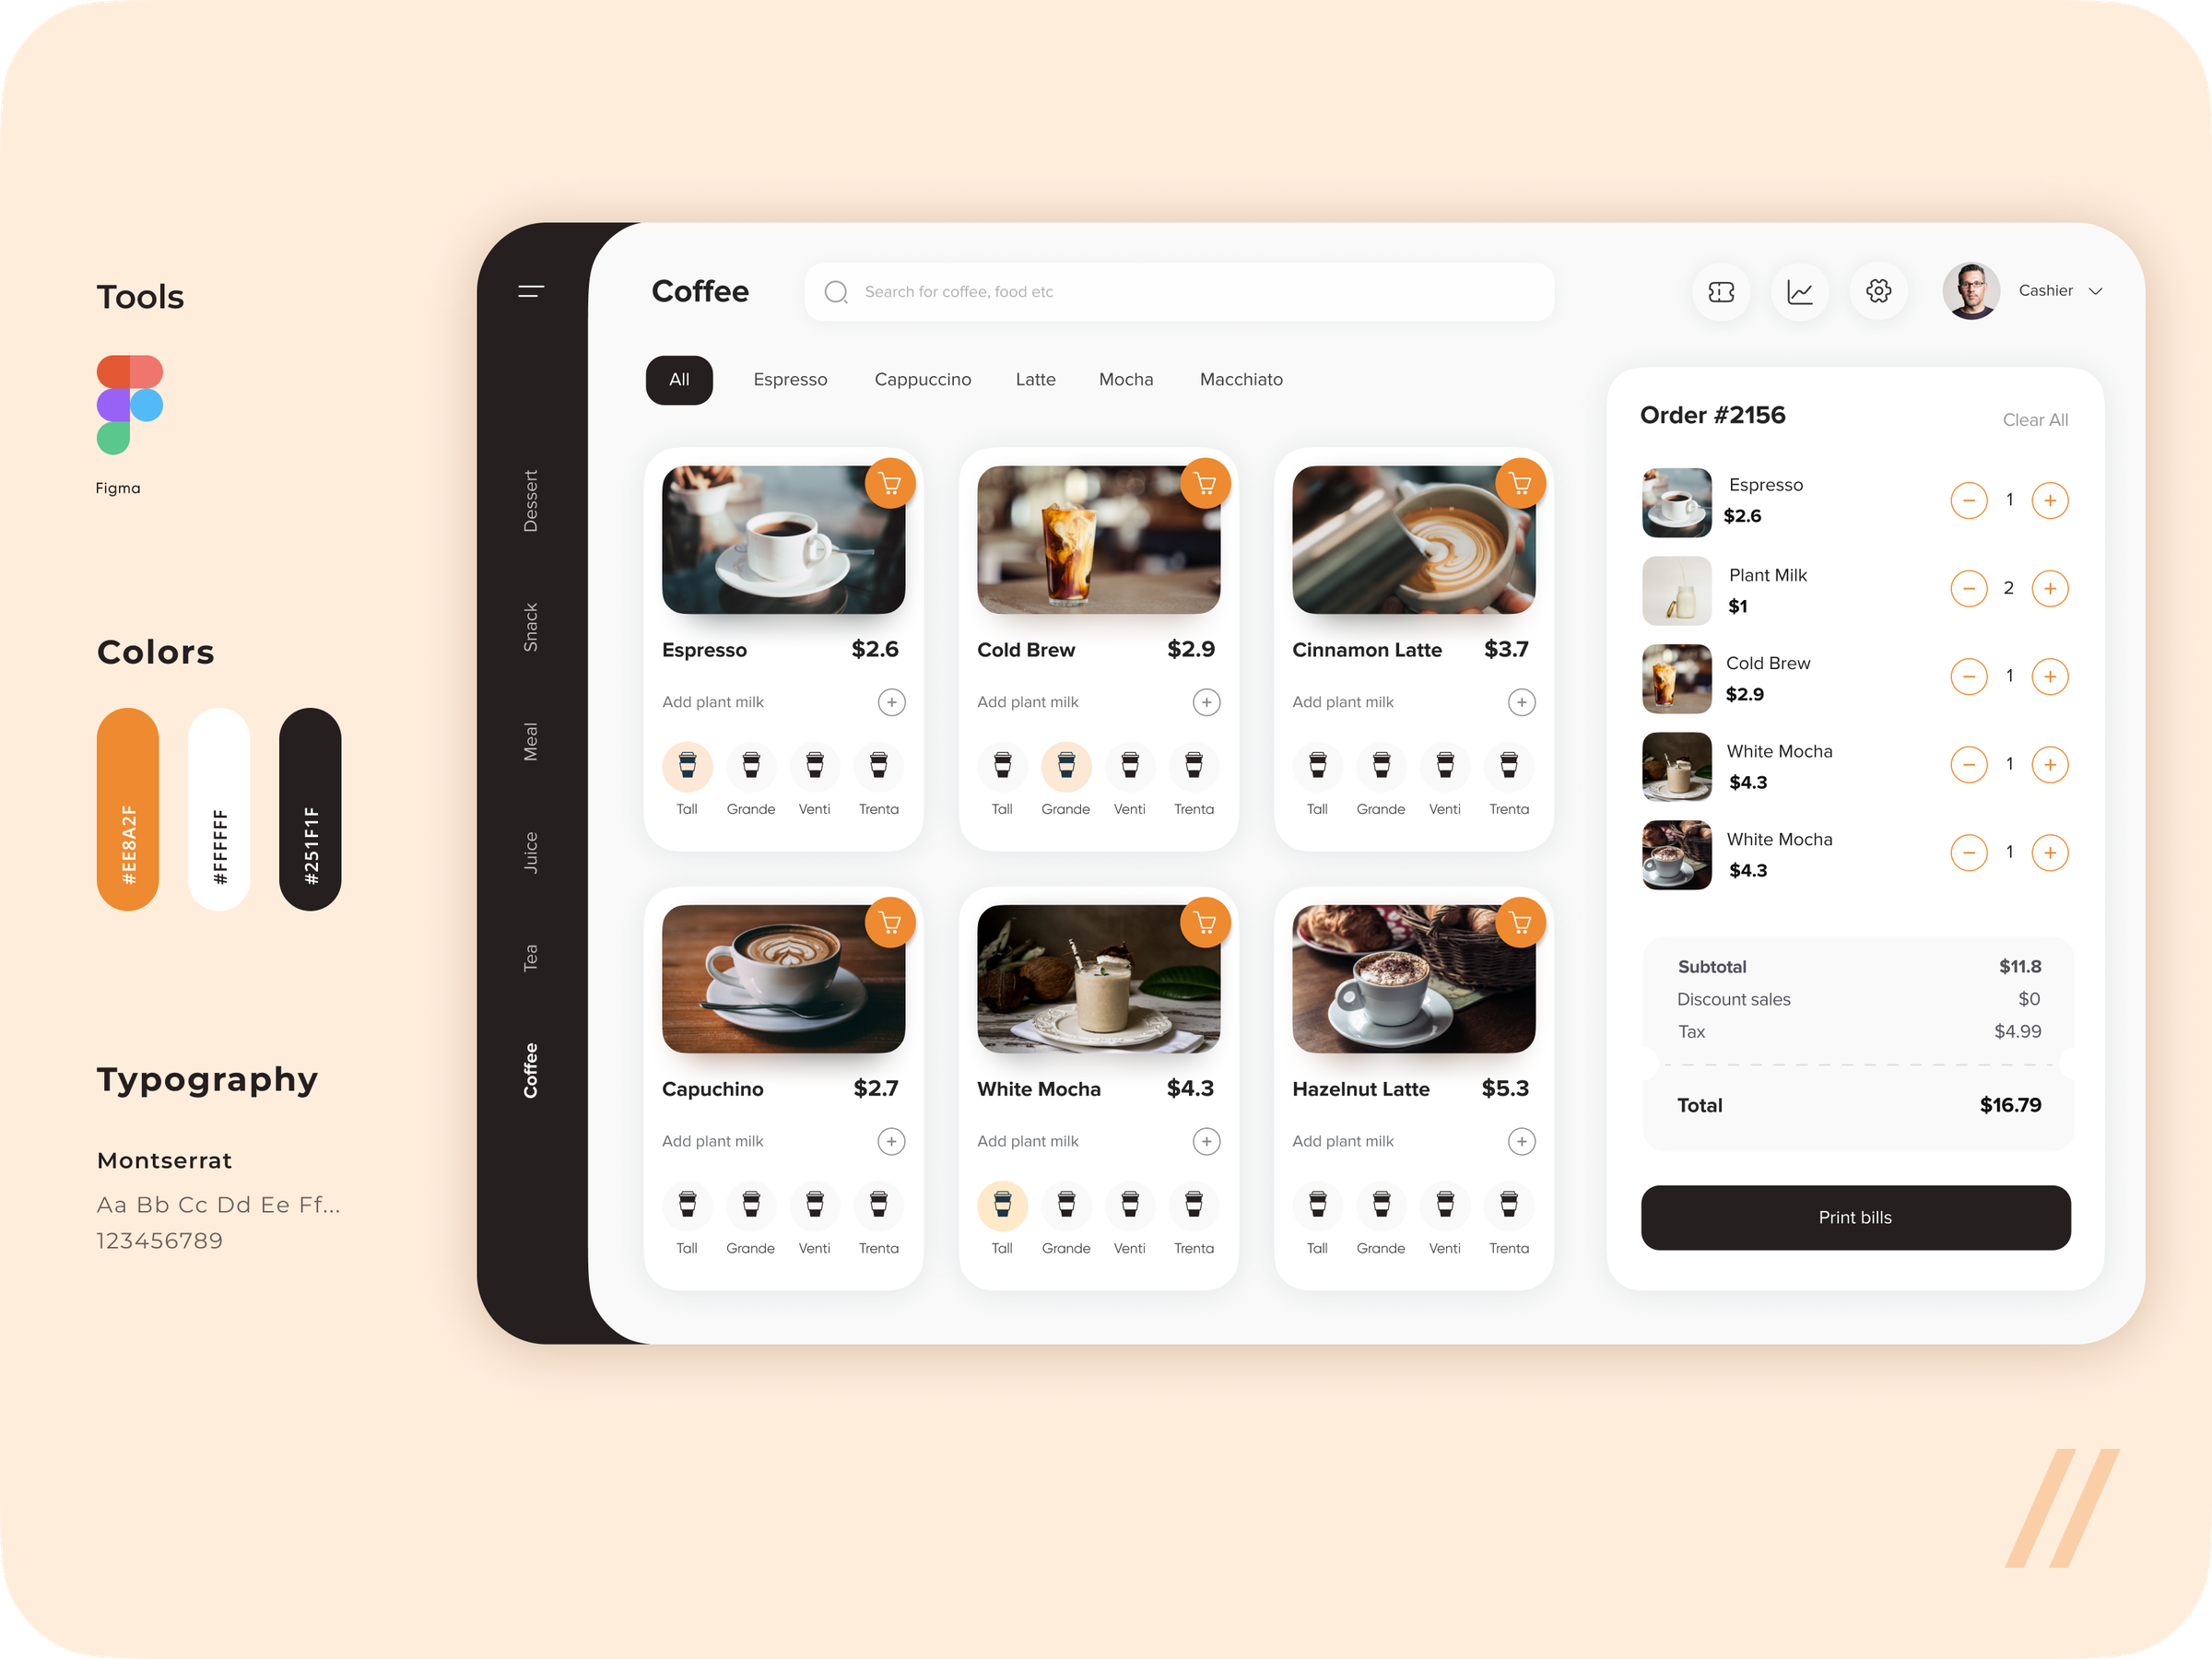 Tools
Figma
Colors
#EE8A2F
#FFFFFF
#251F1F
Typography
Montserrat
Aa Bb Cc Dd Ee Ff...
123456789
Dessert
Snack
Meal
Juice
Tea
Coffee
Coffee
Search for coffee, food etc
Cashier
All Espresso Cappuccino Latte Mocha Macchiato
Espresso $2.6
Add plant milk
Tall Grande Venti Trenta
Cold Brew $2.9
Add plant milk
Tall Grande Venti Trenta
Cinnamon Latte $3.7
Add plant milk
Tall Grande Venti Trenta
Capuchino $2.7
Add plant milk
Tall Grande Venti Trenta
White Mocha $4.3
Add plant milk
Tall Grande Venti Trenta
Hazelnut Latte $5.3
Add plant milk
Tall Grande Venti Trenta
Order #2156 Clear All
Espresso
$2.6
1
Plant Milk
$1
2
Cold Brew
$2.9
1
White Mocha
$4.3
1
White Mocha
$4.3
1
Subtotal $11.8
Discount sales $0
Tax $4.99
Total $16.79
Print bills